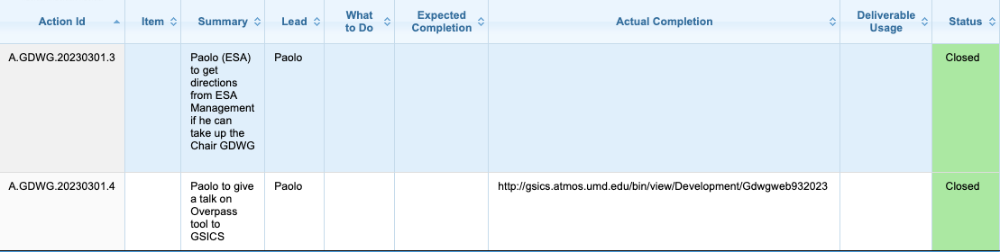 Action Id
Item
Summary
Lead
What
to Do
Expected
Completion
Actual Completion
Deliverable
Usage
Status
A.GDWG.20230301.3
Paolo (ESA)
to get
directions
from ESA
Management
if he can
take up the
Chair GDWG
Paolo
Closed
A.GDWG.20230301.4
Paolo to give
a talk on
Overpass
tool to
GSICS
Paolo
http://gsics.atmos.umd.edu/bin/view/Development/Gdwgweb932023
Closed